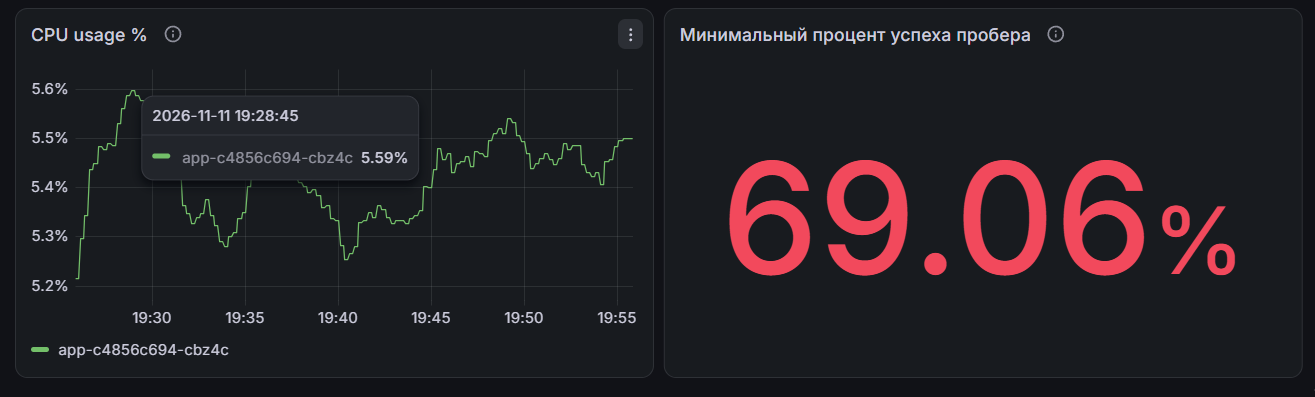 CPU usage %
5.6%
5.5%
5.4%
5.3%
5.2%
2026-11-11 19:28:45
app-c4856c694-cbz4c 5.59%
19:30 19:35 19:40 19:45 19:50 19:55
app-c4856c694-cbz4c
Минимальный процент успеха пробера
69.06%